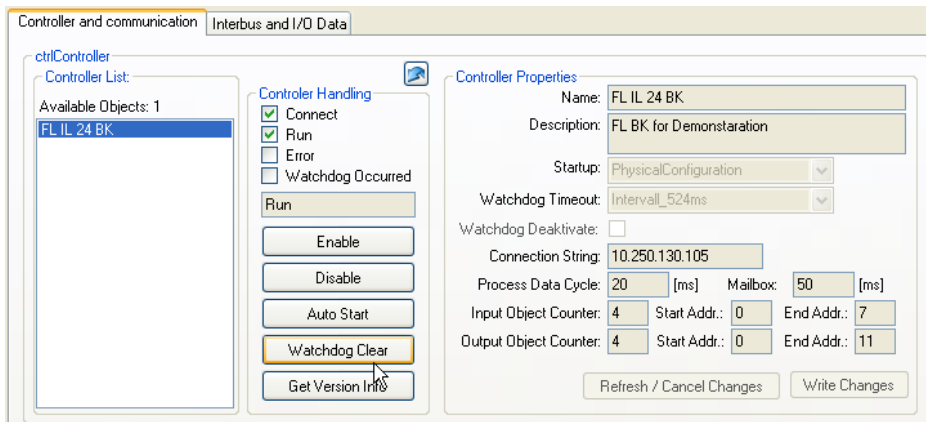 Controller and communication
Interbus and I/O Data
ctrlController
Controller List:
Available Objects: 1
FL IL 24 BK
Controler Handling
Connect
Run
Error
Watchdog Occurred
Run
Enable
Disable
Auto Start
Watchdog Clear
Get Version Info
Controller Properties
Name: FL IL 24 BK
Description: FL BK for Demonstaration
Startup: PhysicalConfiguration
Watchdog Timeout: Intervall_524ms
Watchdog Deaktivate:
Connection String: 10.250.130.105
Process Data Cycle: 20 [ms] Mailbox: 50 [ms]
Input Object Counter: 4 Start Addr.: 0 End Addr.: 7
Output Object Counter: 4 Start Addr.: 0 End Addr.: 11
Refresh / Cancel Changes Write Changes